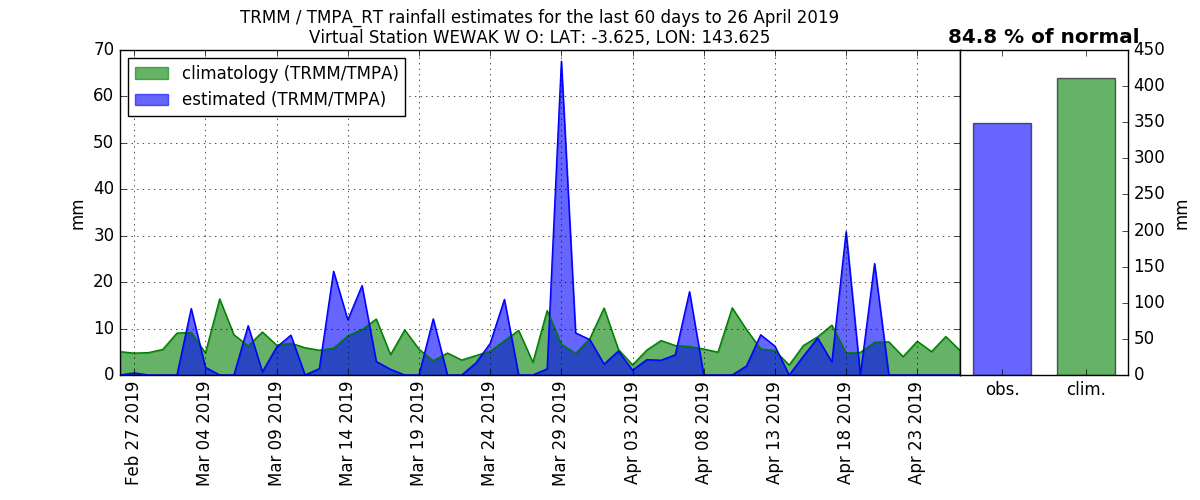 TRMM / TMPA_RT rainfall estimates for the last 60 days to 26 April 2019
Virtual Station WEWAK W O: LAT: -3.625, LON: 143.625
84.8 % of normal
climatology (TRMM/TMPA)
estimated (TRMM/TMPA)
mm
70
60
50
40
30
20
10
0
Feb 27 2019
Mar 04 2019
Mar 09 2019
Mar 14 2019
Mar 19 2019
Mar 24 2019
Mar 29 2019
Apr 03 2019
Apr 08 2019
Apr 13 2019
Apr 18 2019
Apr 23 2019
obs.
clim.
450
400
350
300
250
200
150
100
50
0
mm